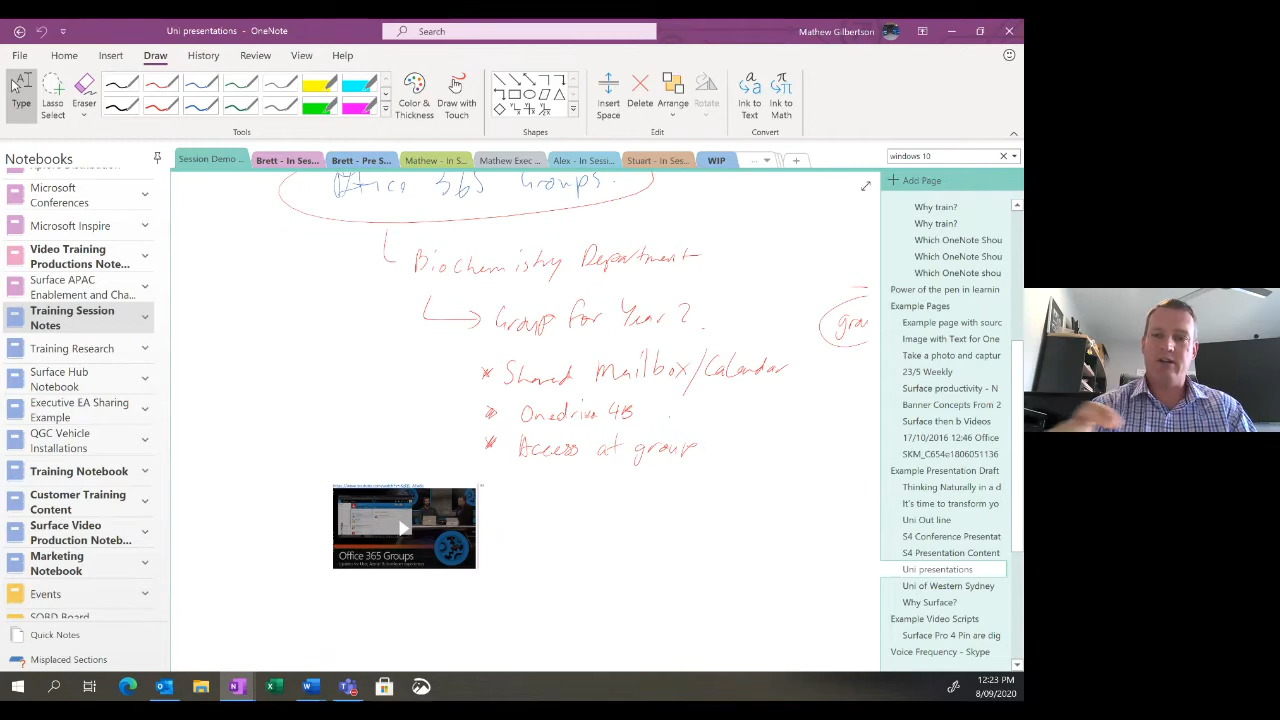 Uni presentations - OneNote
Search
Mathew Gilbertson
File Home Insert Draw History Review View Help
Type
Lasso Select
Eraser
Color & Thickness
Draw with Touch
Insert Space
Delete
Arrange
Rotate
Ink to Text
Ink to Math
Tools
Shapes
Edit
Convert
Notebooks
Session Demo ...
Brett - In Ses...
Brett - Pre S...
Mathew - In S...
Mathew Exec ...
Alex - In Sessi...
Stuart - In Ses...
WIP
...
windows 10
Microsoft Conferences
Microsoft Inspire
Video Training Productions Note...
Surface APAC Enablement and Cha...
Training Session Notes
Training Research
Surface Hub Notebook
Executive EA Sharing Example
QGC Vehicle Installations
Training Notebook
Customer Training Content
Surface Video Production Noteb...
Marketing Notebook
Events
SOBD Board
Quick Notes
Misplaced Sections
Office 365 Groups.
Biochemistry Department
Group for Year 2.
* Shared Mailbox/Calendar
* Onedrive 4B
* Access at group
grou
Office 365 Groups
Add Page
Why train?
Why train?
Which OneNote Shou
Which OneNote Shou
Which OneNote shou
Power of the pen in learnin
Example Pages
Example page with sourc
Image with Text for One
Take a photo and captur
23/5 Weekly
Surface productivity - N
Banner Concepts From 2
Surface then b Videos
17/10/2016 12:46 Office
SKM_C654e1806051136
Example Presentation Draft
Thinking Naturally in a d
It's time to transform yo
Uni Out line
S4 Conference Presentat
S4 Presentation Content
Uni presentations
Uni of Western Sydney
Why Surface?
Example Video Scripts
Surface Pro 4 Pin are dig
Voice Frequency - Skype
12:23 PM
8/09/2020